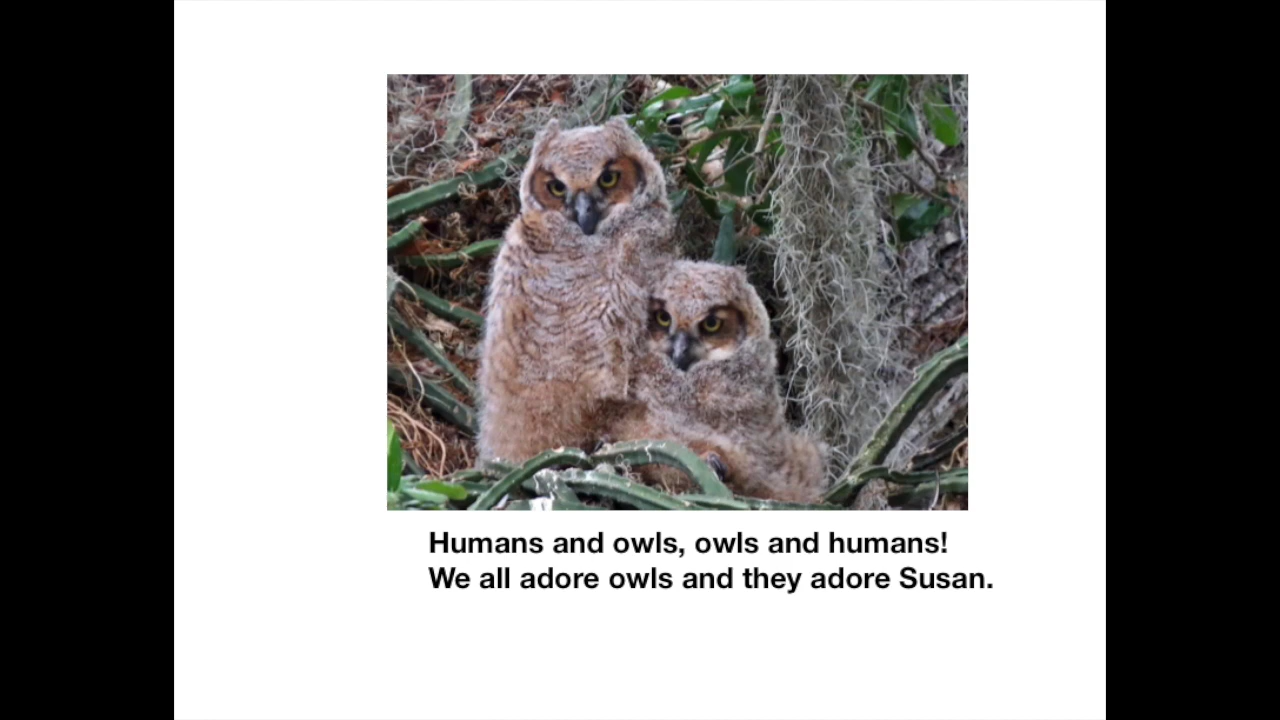 Humans and owls, owls and humans!
We all adore owls and they adore Susan.